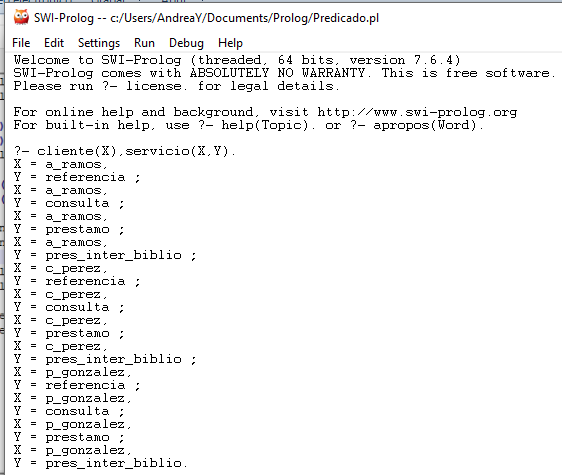 SWI-Prolog -- c:/Users/AndreaY/Documents/Prolog/Predicado.pl
File Edit Settings Run Debug Help
Welcome to SWI-Prolog (threaded, 64 bits, version 7.6.4)
SWI-Prolog comes with ABSOLUTELY NO WARRANTY. This is free software.
Please run ?- license. for legal details.
For online help and background, visit http://www.swi-prolog.org
For built-in help, use ?- help(Topic). or ?- apropos(Word).
?- cliente(X),servicio(X,Y).
X = a_ramos,
Y = referencia ;
X = a_ramos,
Y = consulta ;
X = a_ramos,
Y = prestamo ;
X = a_ramos,
Y = pres_inter_biblio ;
X = c_perez,
Y = referencia ;
X = c_perez,
Y = consulta ;
X = c_perez,
Y = prestamo ;
X = c_perez,
Y = pres_inter_biblio ;
X = p_gonzalez,
Y = referencia ;
X = p_gonzalez,
Y = consulta ;
X = p_gonzalez,
Y = prestamo ;
X = p_gonzalez,
Y = pres_inter_biblio.